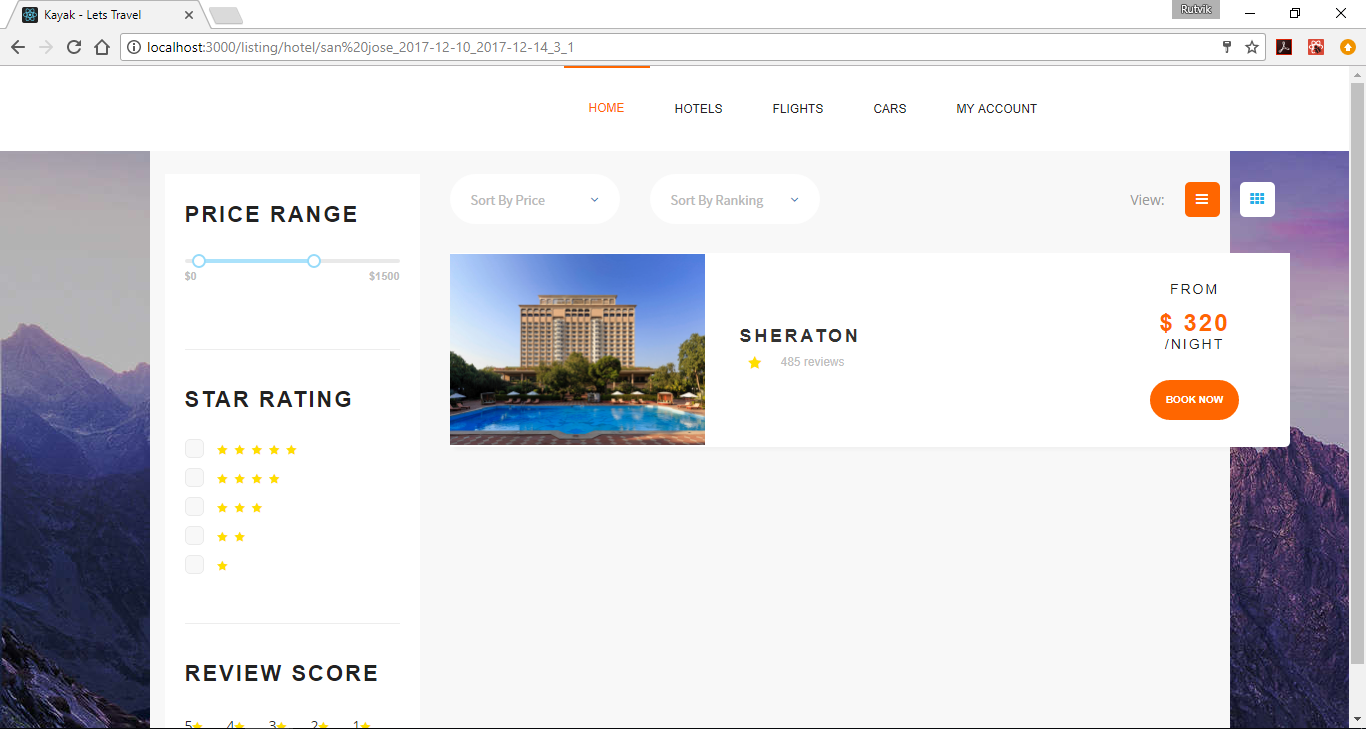 Kayak - Lets Travel
Rutvik
localhost:3000/listing/hotel/san%20jose_2017-12-10_2017-12-14_3_1
HOME HOTELS FLIGHTS CARS MY ACCOUNT
PRICE RANGE
$0 $1500
STAR RATING
REVIEW SCORE
5 4 3 2 1
Sort By Price Sort By Ranking View:
SHERATON
485 reviews
FROM
$ 320
/NIGHT
BOOK NOW